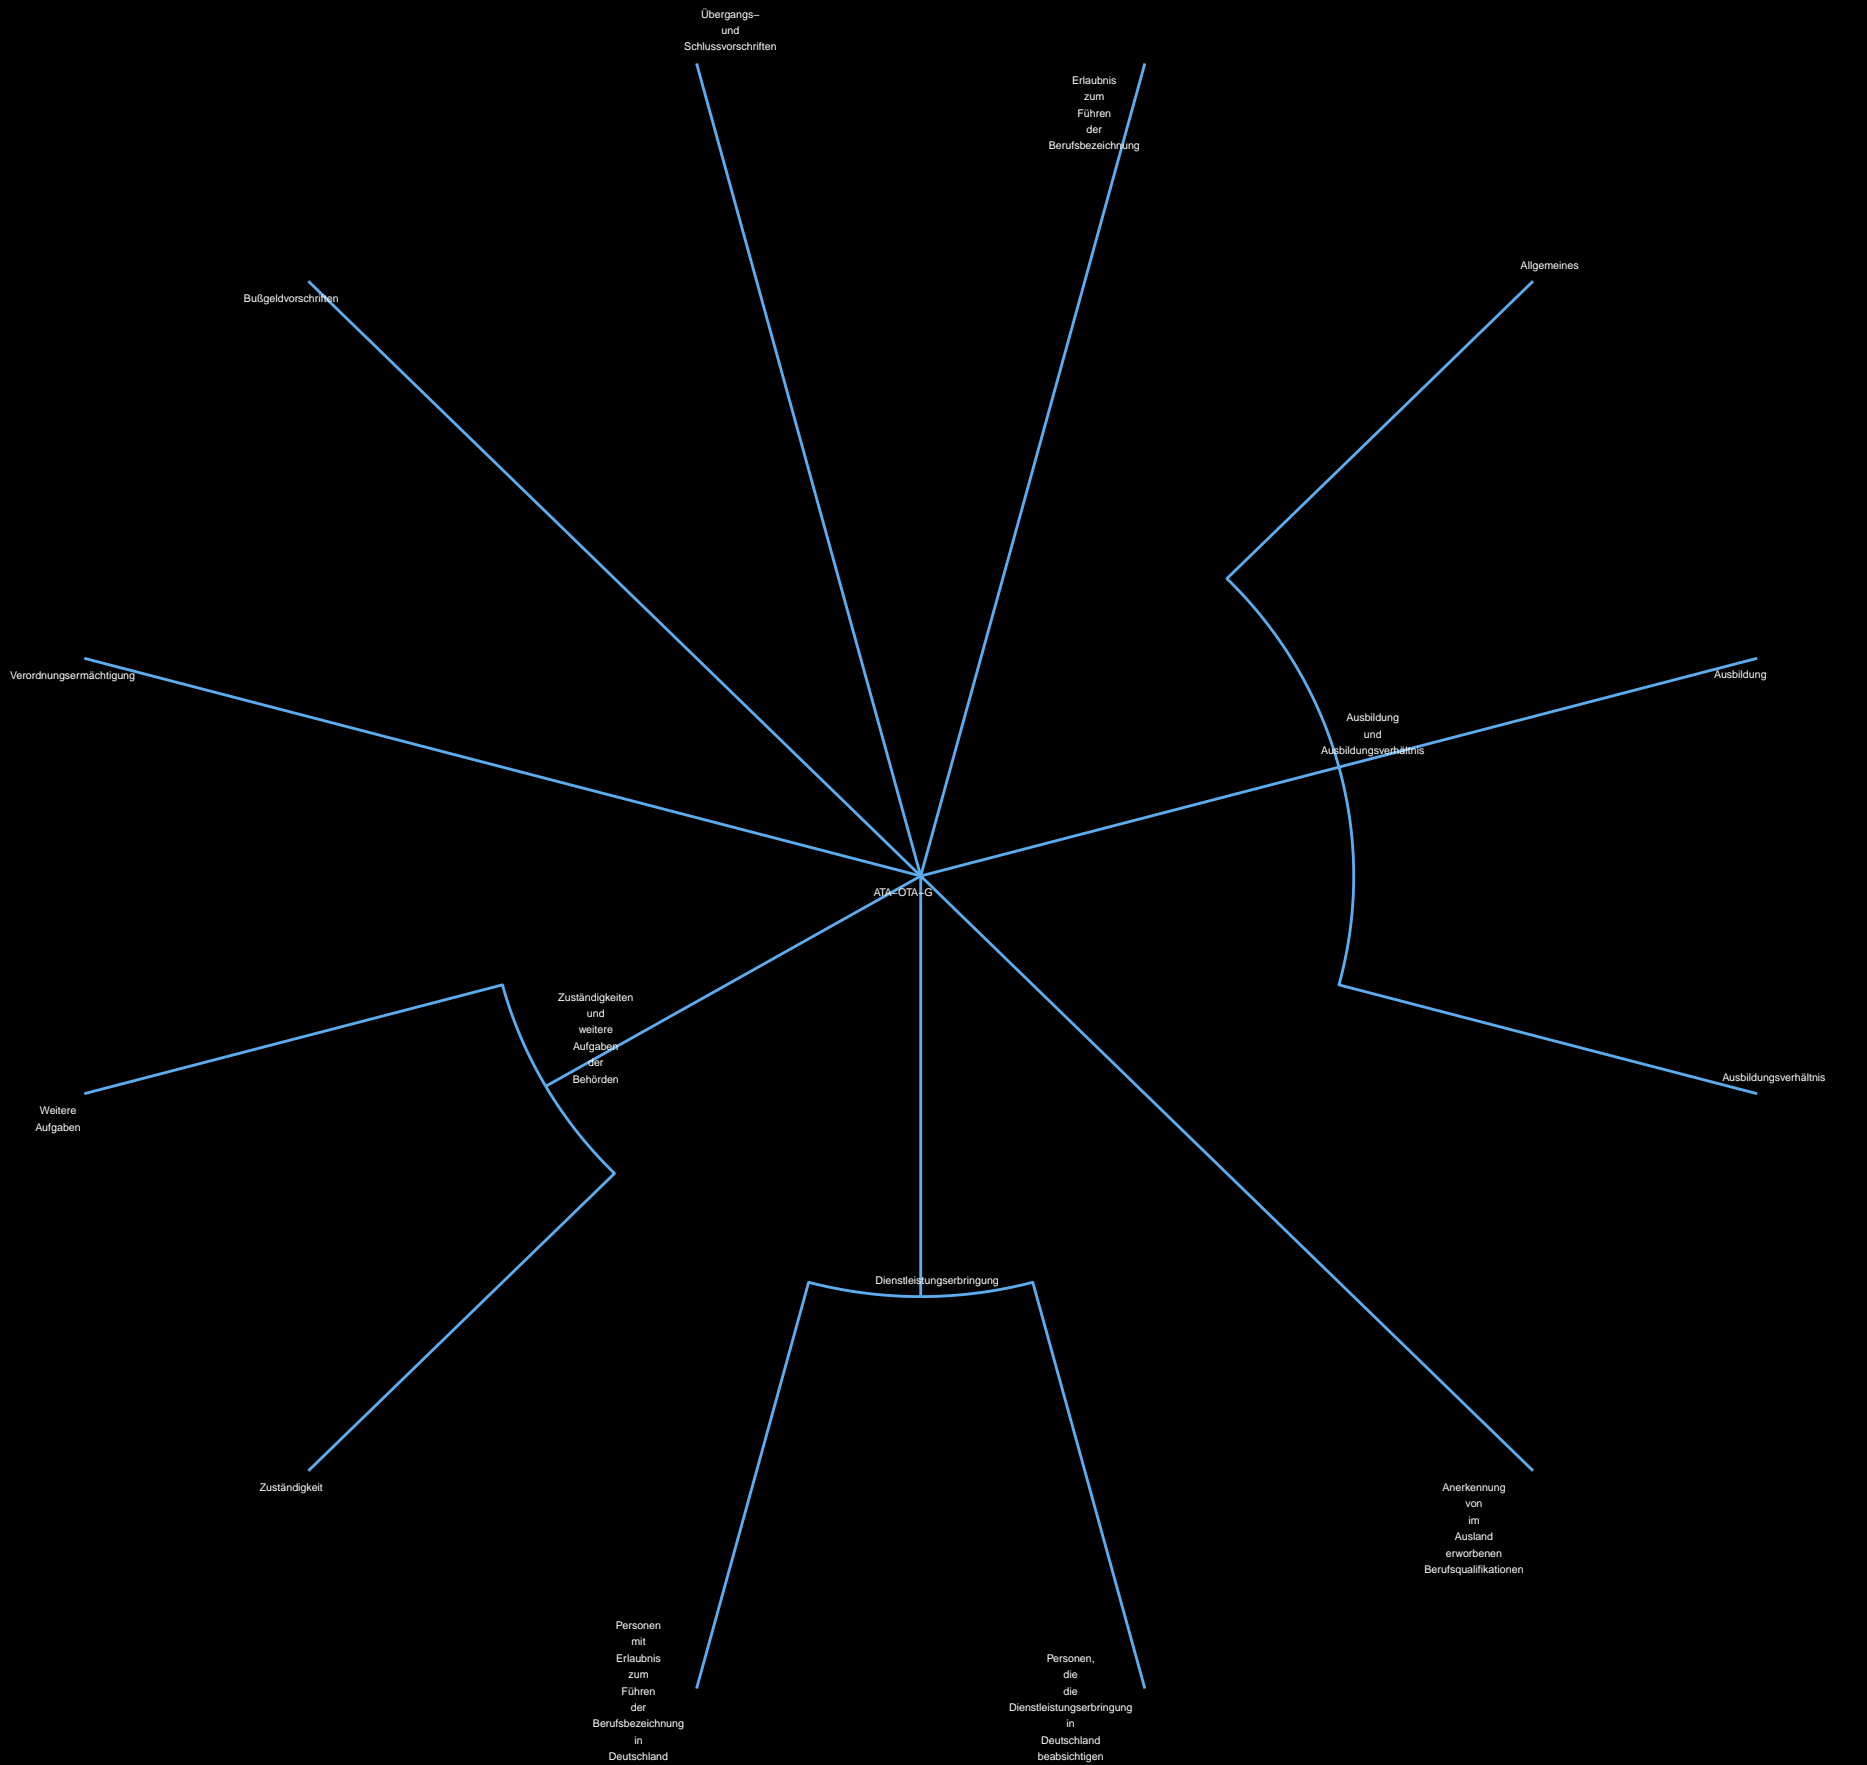 Übergangs–
und
Schlussvorschriften
Erlaubnis
zum
Führen
der
Berufsbezeichnung
Allgemeines
Bußgeldvorschriften
Verordnungsermächtigung
Ausbildung
Ausbildung
und
Ausbildungsverhältnis
ATA–OTA–G
Zuständigkeiten
und
weitere
Aufgaben
der
Behörden
Ausbildungsverhältnis
Weitere
Aufgaben
Dienstleistungserbringung
Zuständigkeit
Anerkennung
von
im
Ausland
erworbenen
Berufsqualifikationen
Personen
mit
Erlaubnis
zum
Führen
der
Berufsbezeichnung
in
Deutschland
Personen,
die
die
Dienstleistungserbringung
in
Deutschland
beabsichtigen